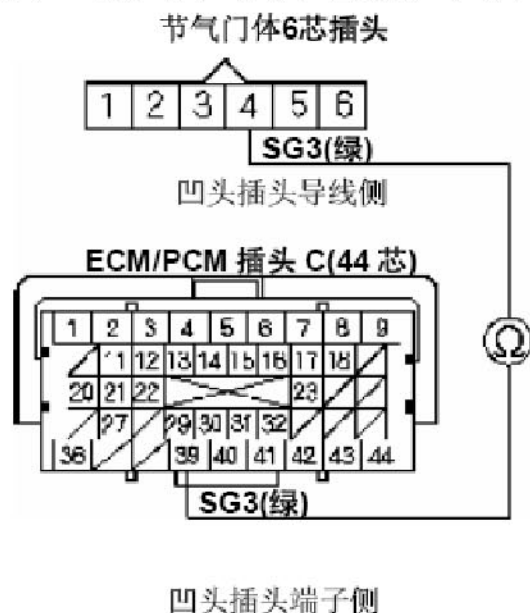 节气门体6芯插头
1 2 3 4 5 6
SG3(绿)
凹头插头导线侧
ECM/PCM 插头 C(44 芯)
1 2 3 4 5 6 7 8 9
11 12 13 14 15 16 17 18
20 21 22 23
27 29 30 31 32
36 39 40 41 42 43 44
Ω
SG3(绿)
凹头插头端子侧